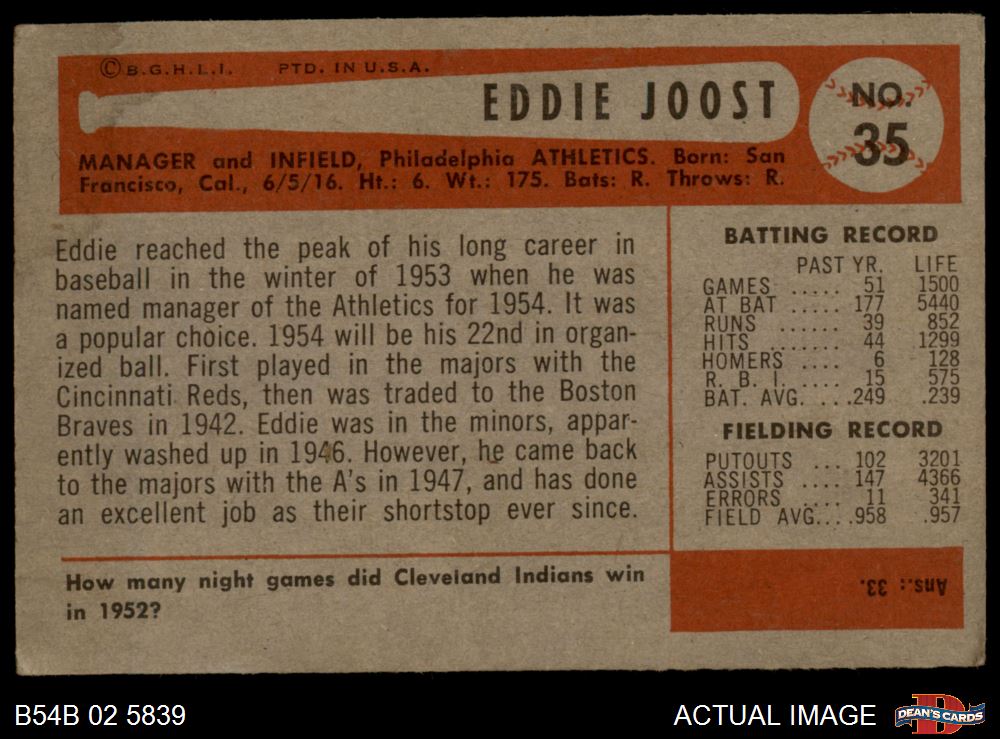 © B.G.H.L.I. PTD. IN U.S.A.
EDDIE JOOST
NO.
35
MANAGER and INFIELD, Philadelphia ATHLETICS. Born: San
Francisco, Cal., 6/5/16. Ht.: 6. Wt.: 175. Bats: R. Throws: R.
Eddie reached the peak of his long career in
baseball in the winter of 1953 when he was
named manager of the Athletics for 1954. It was
a popular choice. 1954 will be his 22nd in organ-
ized ball. First played in the majors with the
Cincinnati Reds, then was traded to the Boston
Braves in 1942. Eddie was in the minors, appar-
ently washed up in 1946. However, he came back
to the majors with the A's in 1947, and has done
an excellent job as their shortstop ever since.
BATTING RECORD
PAST YR. LIFE
GAMES ..... 51 1500
AT BAT ..... 177 5440
RUNS ...... 39 852
HITS ....... 44 1299
HOMERS .... 6 128
R. B. I. .... 15 575
BAT. AVG. ...249 .239
FIELDING RECORD
PUTOUTS ... 102 3201
ASSISTS .... 147 4366
ERRORS .... 11 341
FIELD AVG....958 .957
How many night games did Cleveland Indians win
in 1952?
Ans.: 33.
B54B 02 5839
ACTUAL IMAGE
D
DEAN'S CARDS